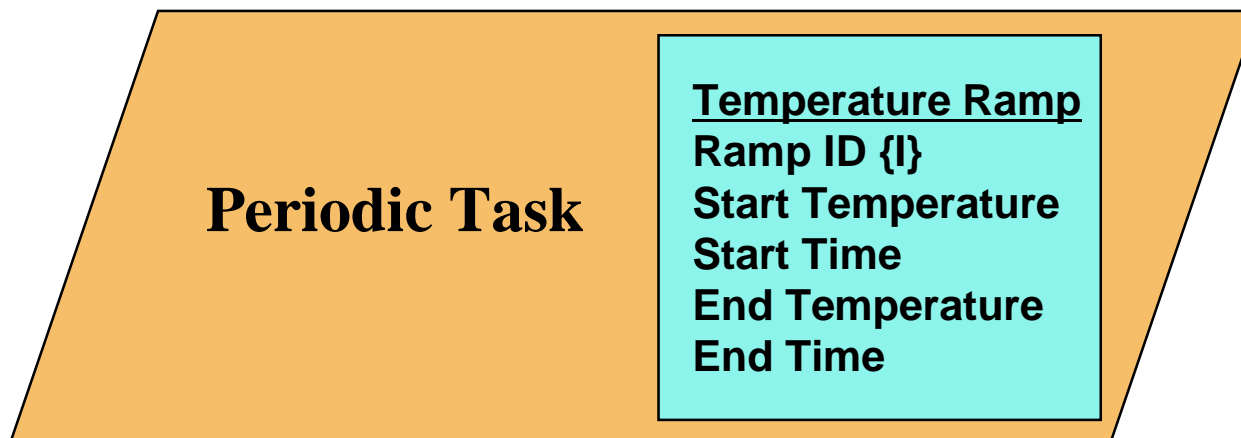 Periodic Task
Temperature Ramp
Ramp ID {I}
Start Temperature
Start Time
End Temperature
End Time